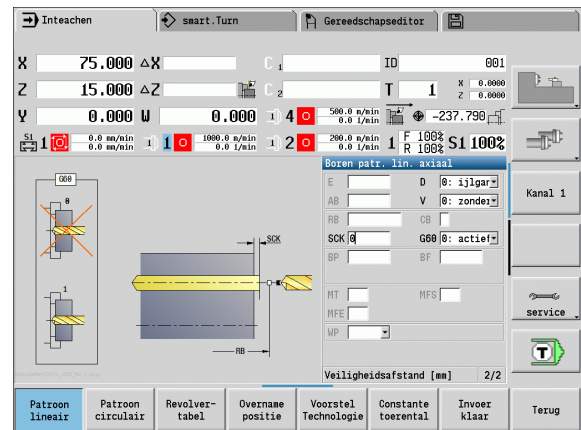 Inteachen
smart.Turn
Gereedschapseditor
X 75.000 △X C 1 ID 001
Z 15.000 △Z C 2 T 1 X 0.0000 Z 0.0000
Y 0.000 W 0.000 4 0 500.0 m/min 0.0 1/min -237.790
S1 1 0.0 mm/min 0.0 mm/min 1 0 1000.0 m/min 0.0 1/min 2 0 200.0 m/min 0.0 1/min 1 F 100% R 100% S1 100%
Boren patr. lin. axiaal
E D 0: ijlgan
AB V 0: zonder
RB CB
SCK 0 G60 0: actief
BP BF
MT MFS
MFE
WP
Veiligheidsafstand [mm] 2/2
G60
0
1
SCK
RB
Kanal 1
service
T
Patroon lineair
Patroon circulair
Revolver- tabel
Overname positie
Voorstel Technologie
Constante toerental
Invoer klaar
Terug